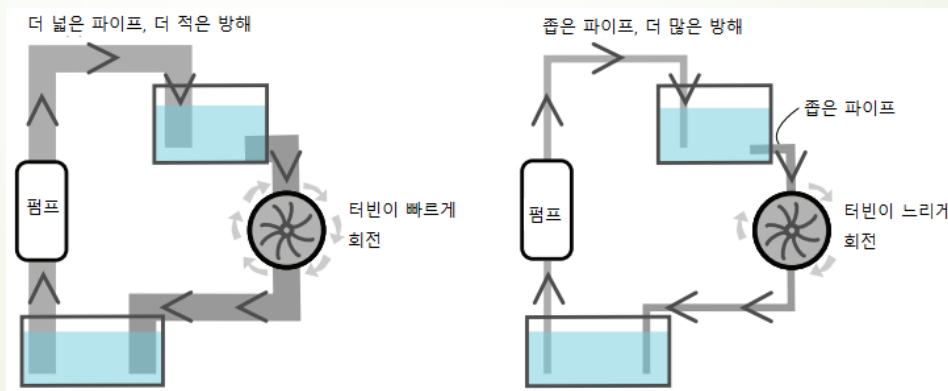 더 넓은 파이프, 더 적은 방해
펌프
터빈이 빠르게
회전
좁은 파이프, 더 많은 방해
좁은 파이프
펌프
터빈이 느리게
회전